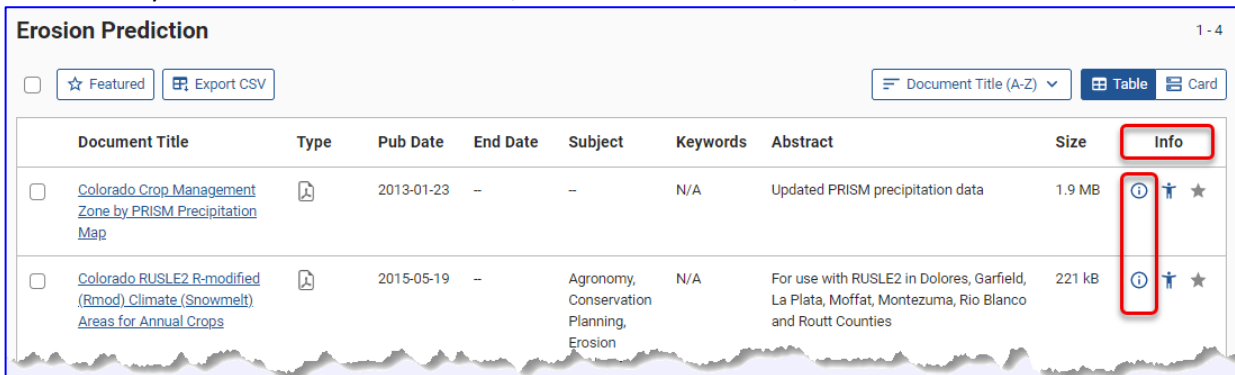 Erosion Prediction
1 - 4
Featured
Export CSV
Document Title (A-Z)
Table
Card
Document Title Type Pub Date End Date Subject Keywords Abstract Size Info
Colorado Crop Management 2013-01-23 -- -- N/A Updated PRISM precipitation data 1.9 MB
Zone by PRISM Precipitation
Map
Colorado RUSLE2 R-modified 2015-05-19 -- Agronomy, N/A For use with RUSLE2 in Dolores, Garfield, 221 kB
(Rmod) Climate (Snowmelt) Conservation La Plata, Moffat, Montezuma, Rio Blanco
Areas for Annual Crops Planning, and Routt Counties
Erosion